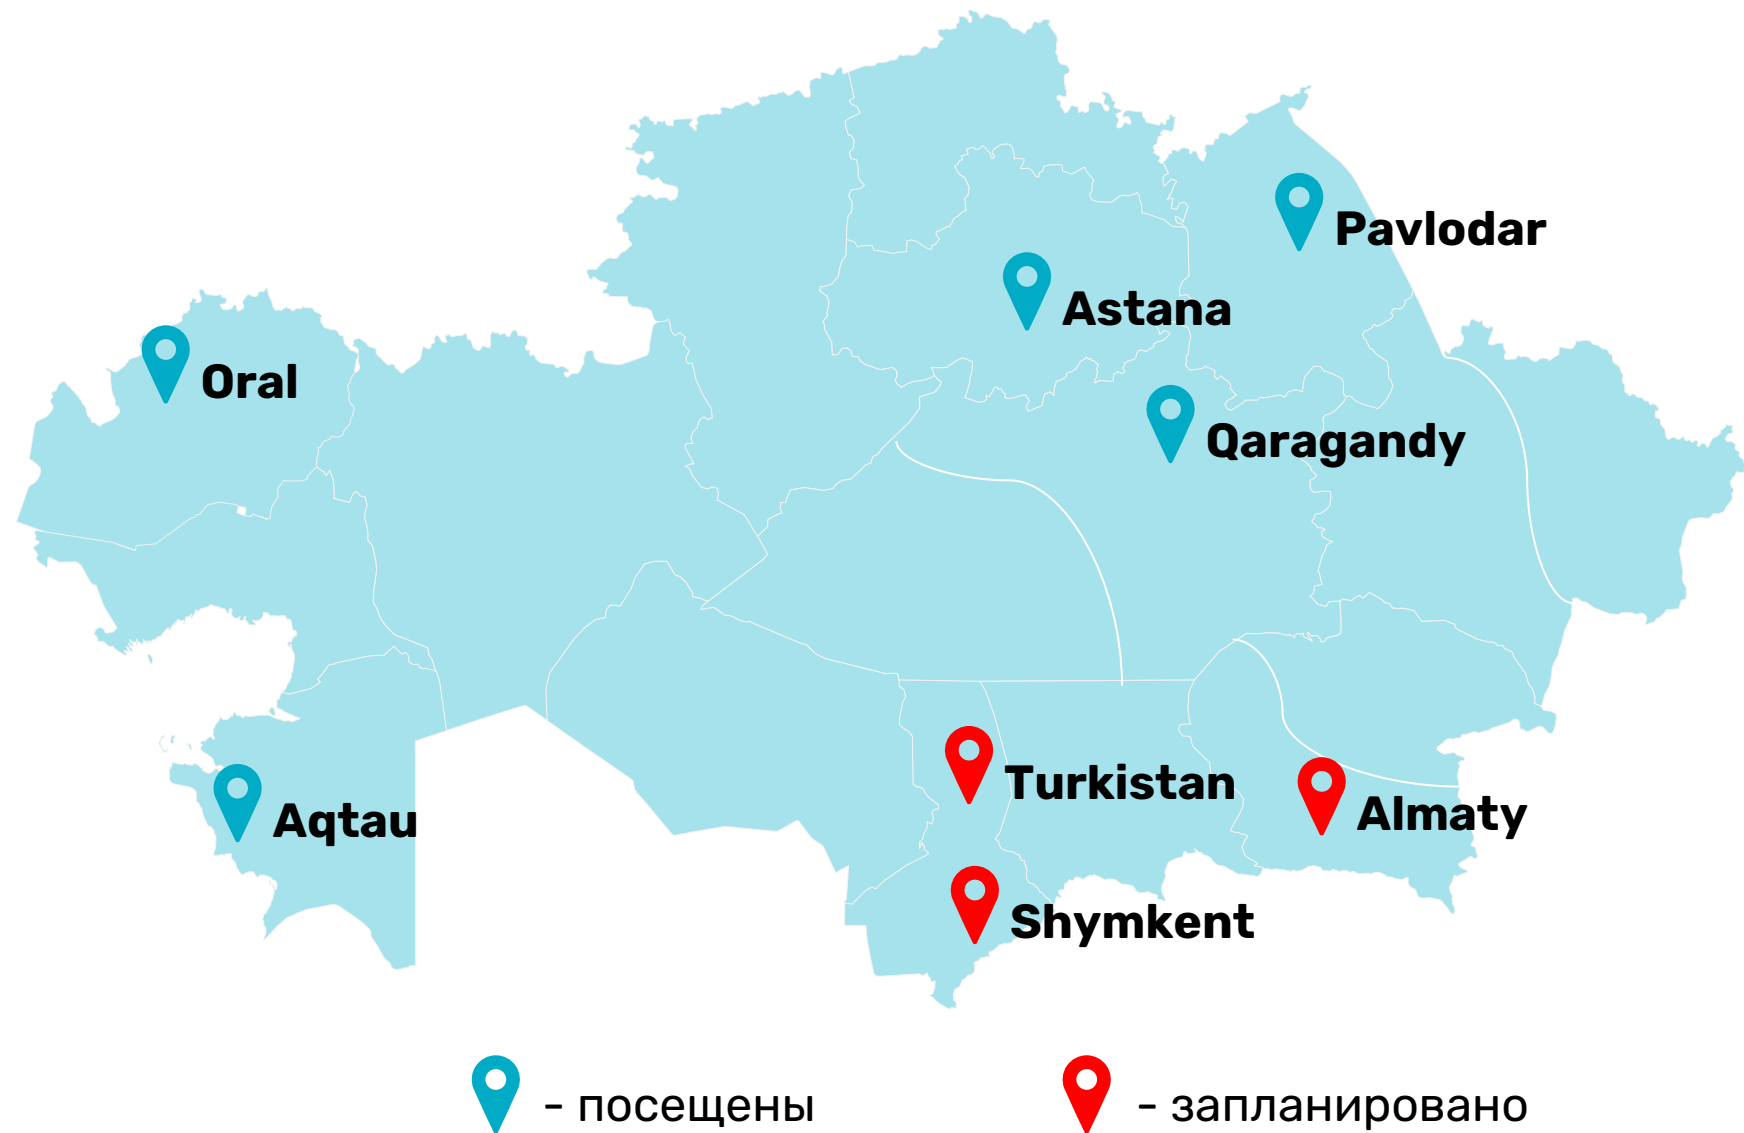 Pavlodar
Astana
Oral
Qaragandy
Turkistan
Almaty
Aqtau
Shymkent
- посещены
- запланировано